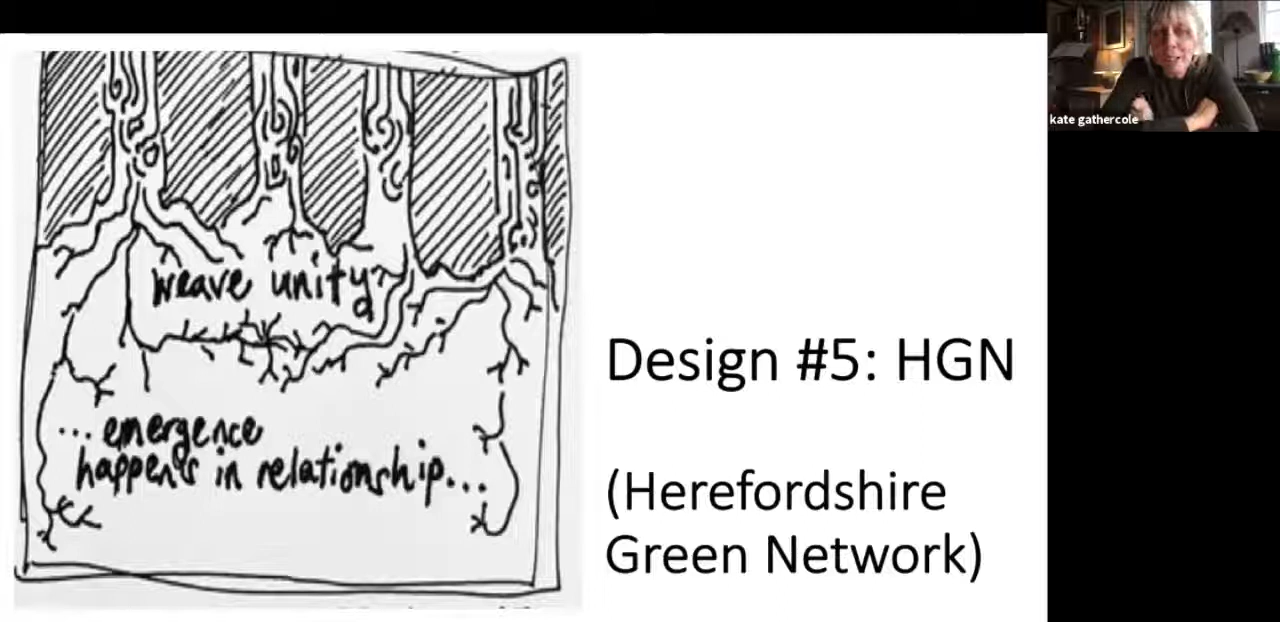 weave unity
...emergence
happens in relationship...
Design #5: HGN
(Herefordshire
Green Network)
kate gathercole